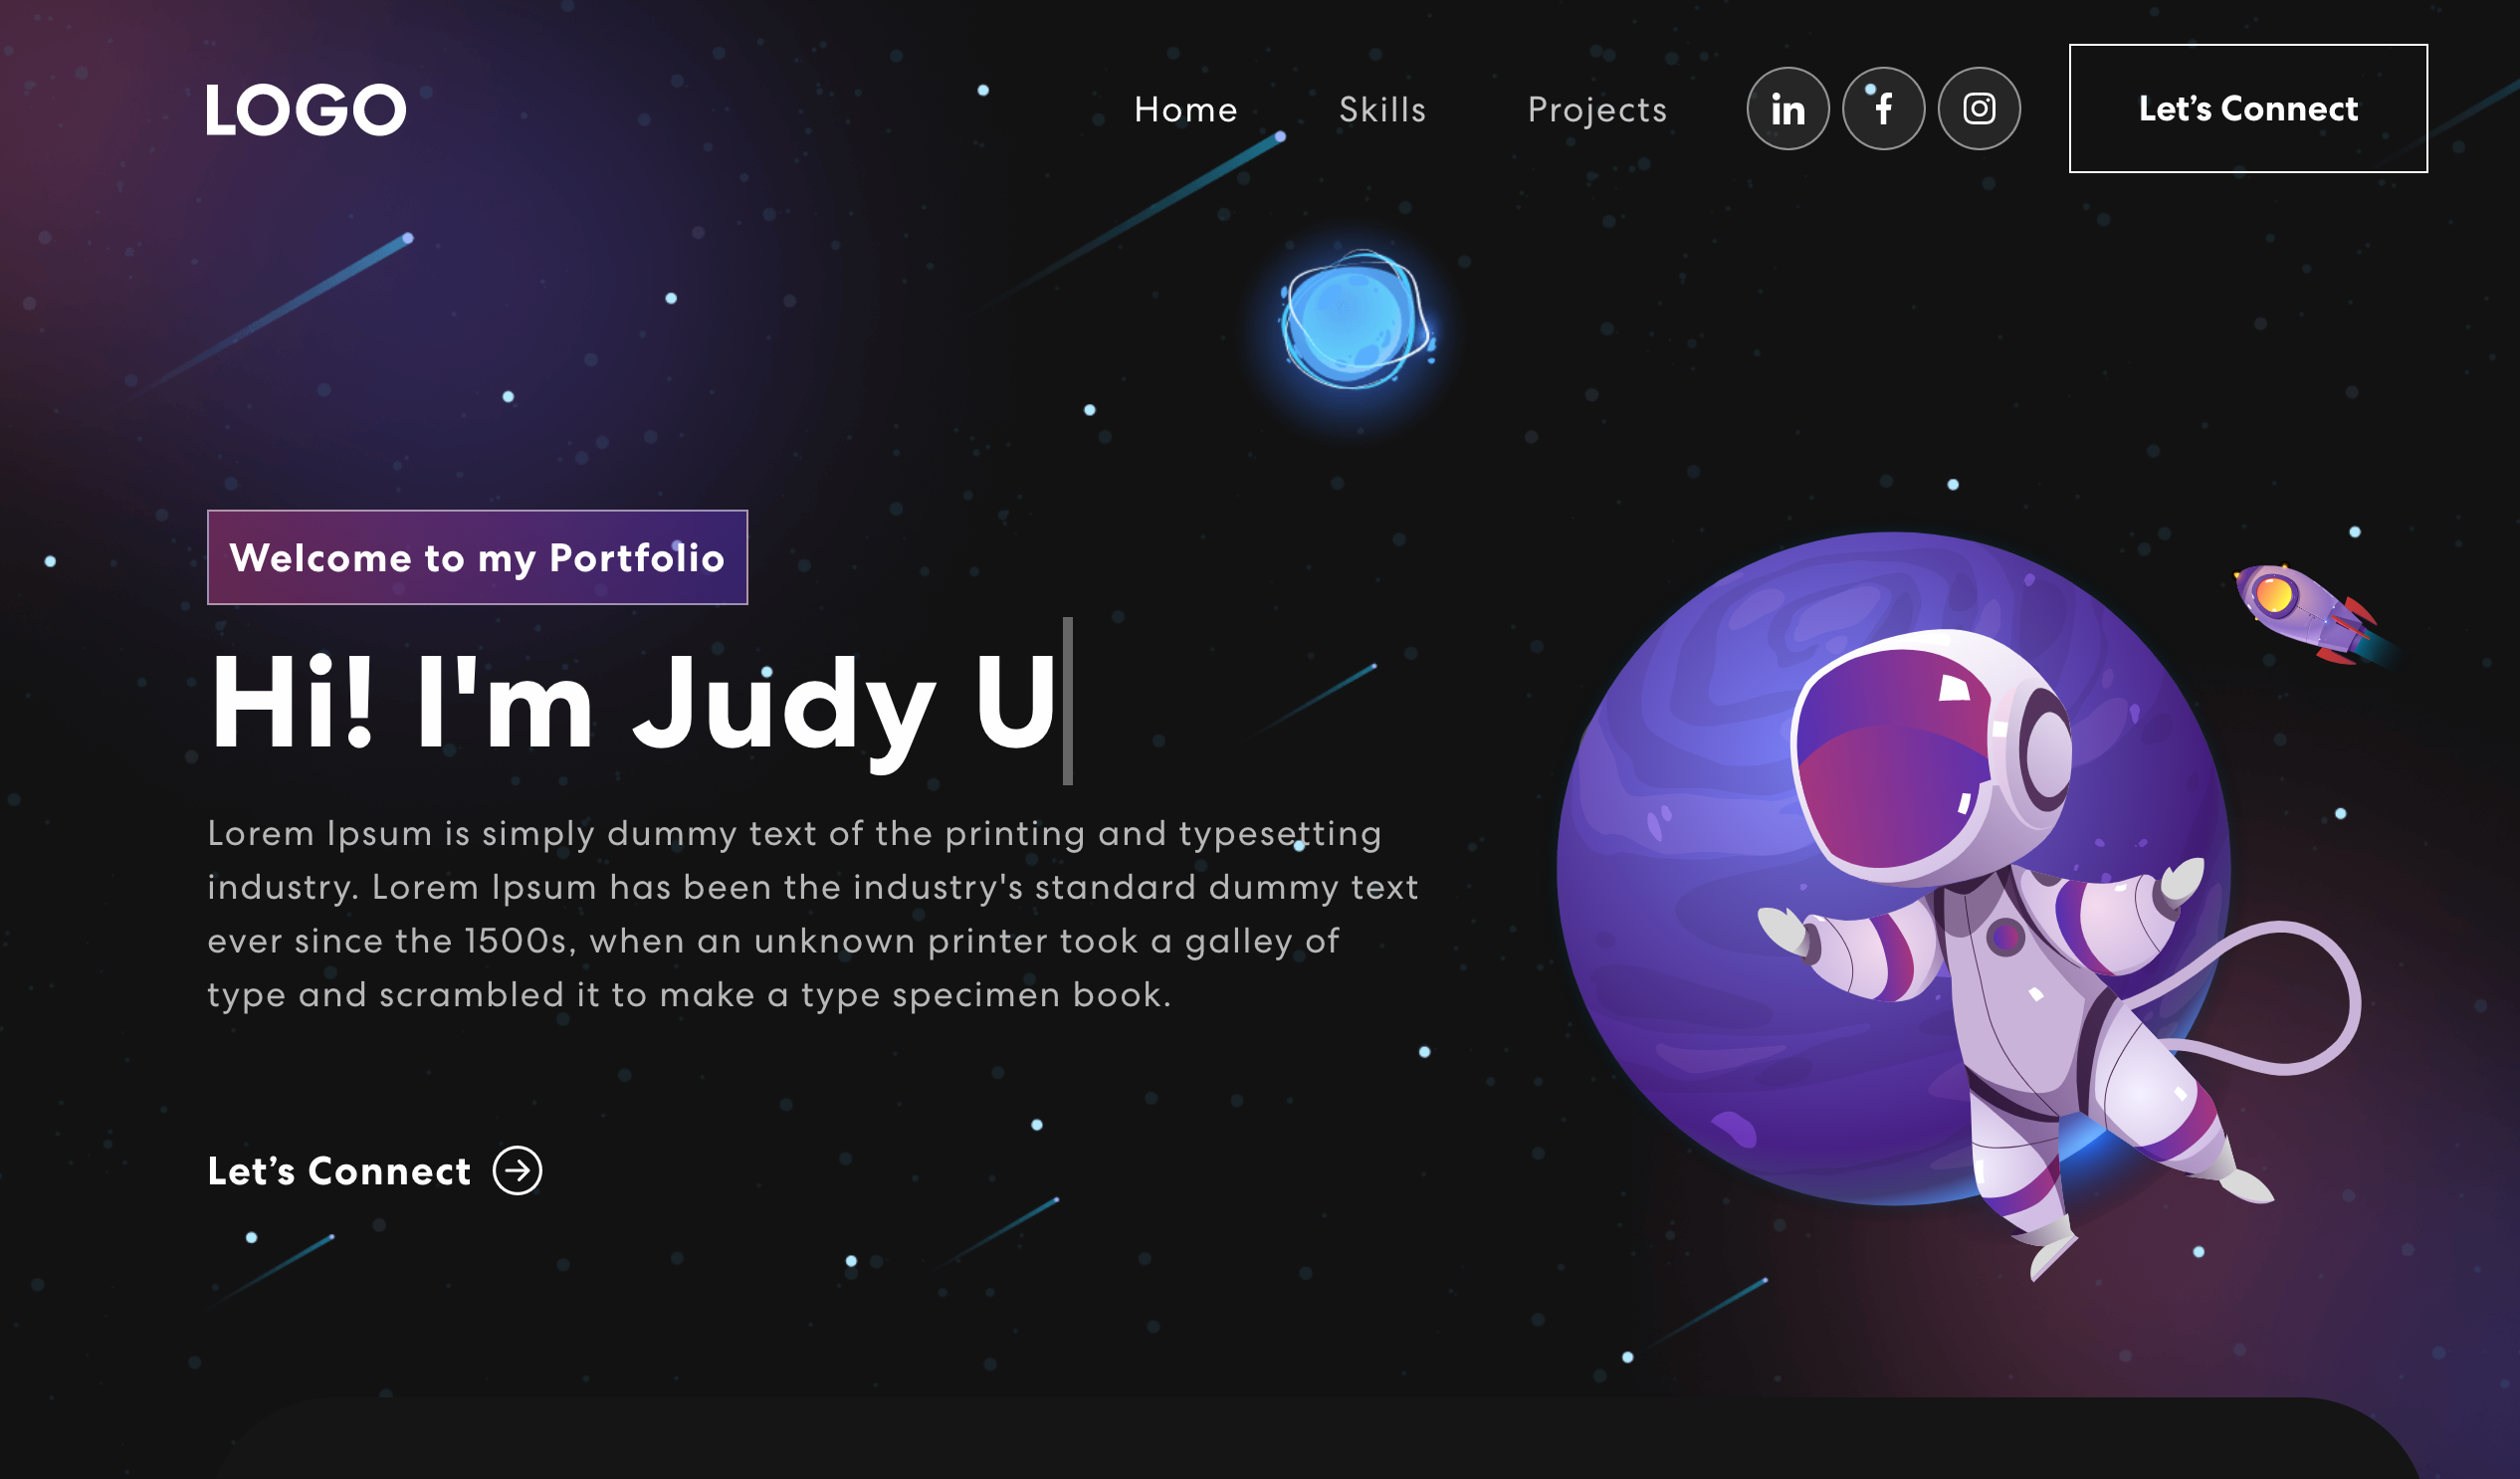 LOGO
Home
Skills
Projects
in
f
Let’s Connect
Welcome to my Portfolio
Hi! I'm Judy U
Lorem Ipsum is simply dummy text of the printing and typesetting
industry. Lorem Ipsum has been the industry's standard dummy text
ever since the 1500s, when an unknown printer took a galley of
type and scrambled it to make a type specimen book.
Let’s Connect